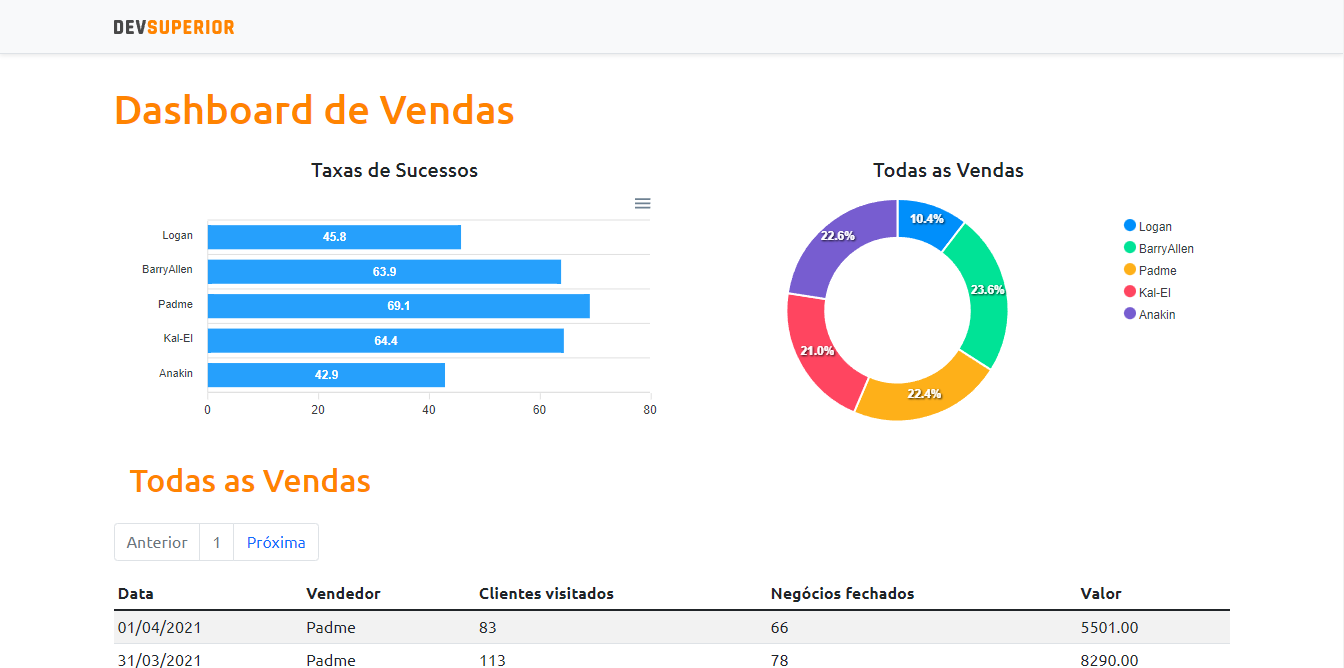 DEVSUPERIOR
Dashboard de Vendas
Taxas de Sucessos
Logan 45.8
BarryAllen 63.9
Padme 69.1
Kal-El 64.4
Anakin 42.9
0 20 40 60 80
Todas as Vendas
10.4%
23.6%
22.4%
21.0%
22.6%
Logan
BarryAllen
Padme
Kal-El
Anakin
Todas as Vendas
Anterior 1 Próxima
Data Vendedor Clientes visitados Negócios fechados Valor
01/04/2021 Padme 83 66 5501.00
31/03/2021 Padme 113 78 8290.00